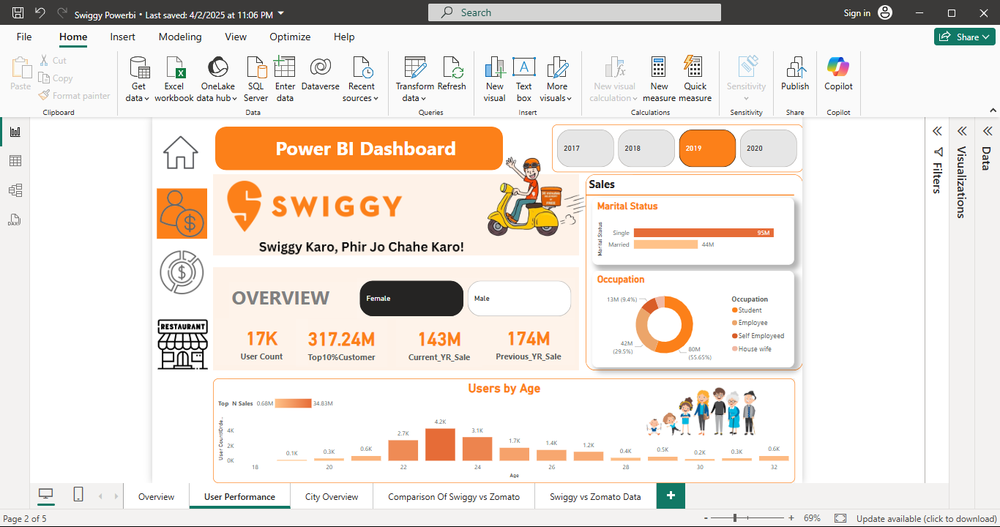 Swiggy Powerbi • Last saved: 4/2/2025 at 11:06 PM
Search
Sign in
File Home Insert Modeling View Optimize Help
Share
Paste
Cut
Copy
Format painter
Clipboard
Get data
Excel workbook
OneLake data hub
SQL Server
Enter data
Dataverse
Recent sources
Data
Transform data
Refresh
Queries
New visual
Text box
More visuals
Insert
New visual calculation
New measure
Quick measure
Calculations
Sensitivity
Sensitivity
Publish
Share
Copilot
Copilot
DAX
Power BI Dashboard
2017 2018 2019 2020
SWIGGY
Swiggy Karo, Phir Jo Chahe Karo!
Sales
Marital Status
Marital Status
Single 95M
Married 44M
Occupation
13M (9.4%)
42M
(29.5%)
80M
(55.65%)
Occupation
Student
Employee
Self Employeed
House wife
OVERVIEW
Female
Male
17K
User Count
317.24M
Top10%Customer
143M
Current_YR_Sale
174M
Previous_YR_Sale
RESTAURANT
Users by Age
Top N Sales 0.68M 34.83M
4K
2K
0K
0.1K 0.3K 0.6K 2.7K 4.2K 3.1K 1.7K 1.4K 1.2K 0.4K 0.5K 0.2K 0.3K 0.6K
18 20 22 24 26 28 30 32
Age
Filters
Visualizations
Data
Overview
User Performance
City Overview
Comparison Of Swiggy vs Zomato
Swiggy vs Zomato Data
+
Page 2 of 5
- + 69%
Update available (click to download)